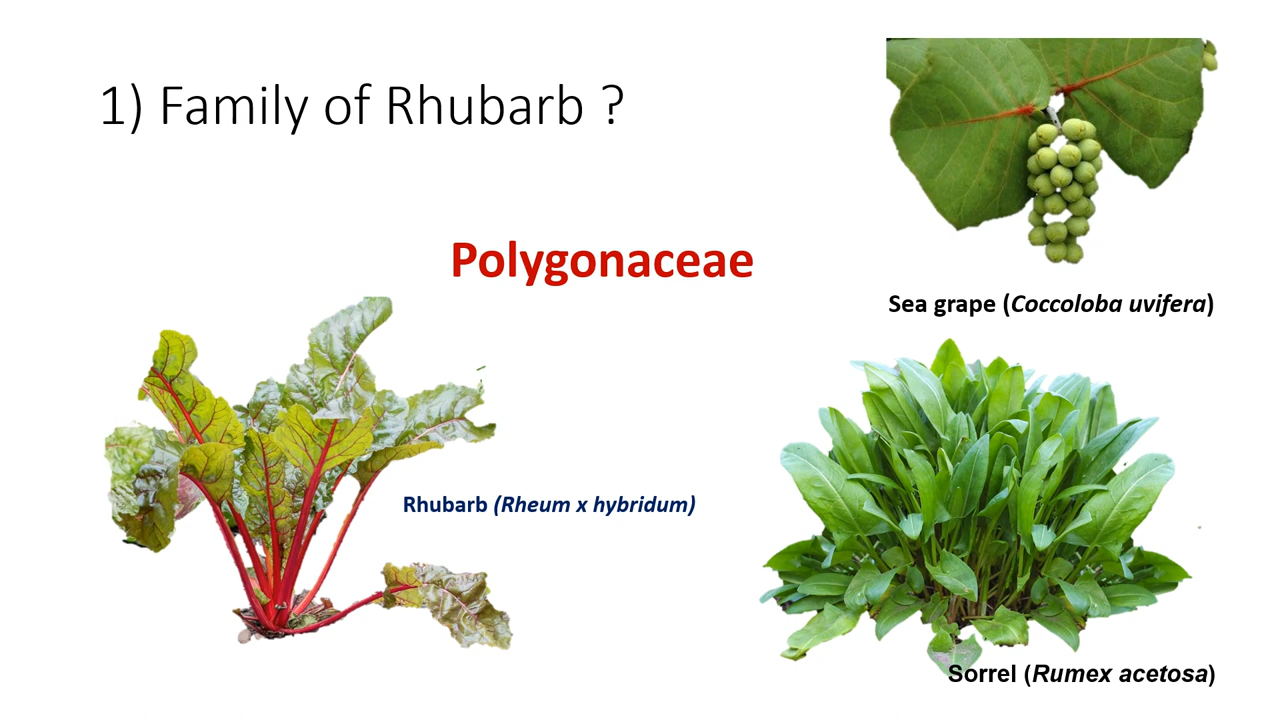 1) Family of Rhubarb ?
Polygonaceae
Sea grape (Coccoloba uvifera)
Rhubarb (Rheum x hybridum)
Sorrel (Rumex acetosa)